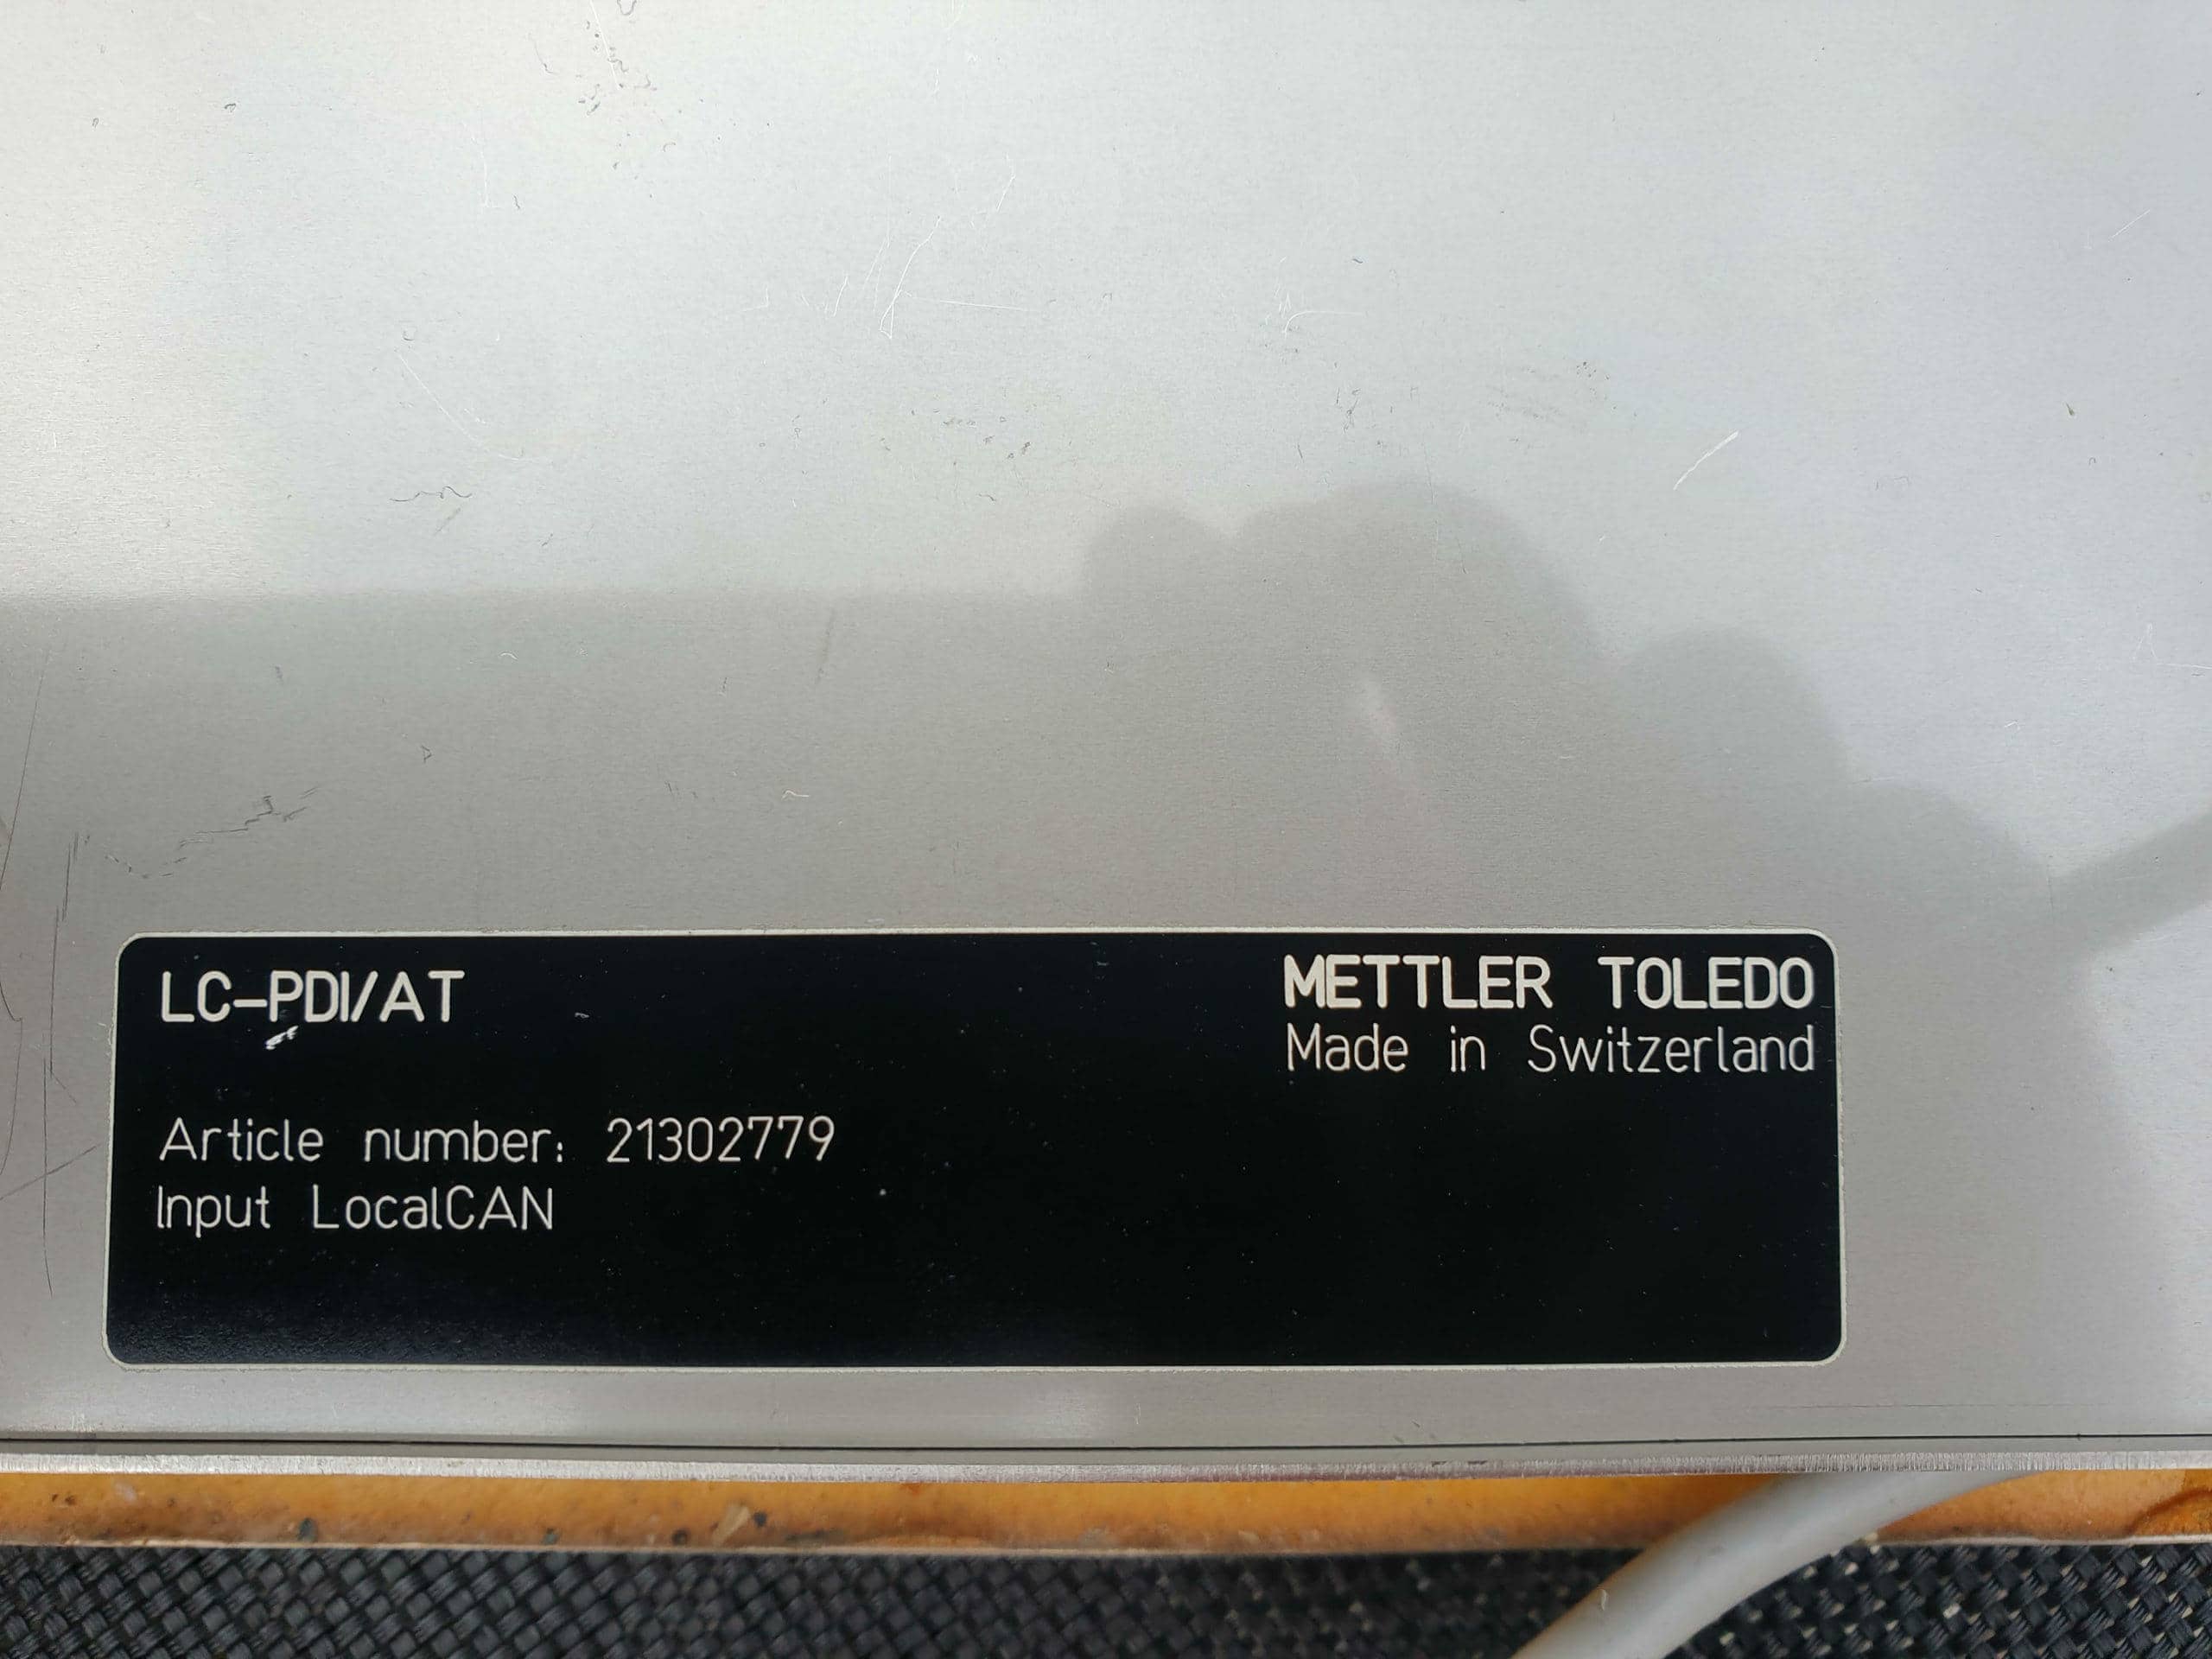 LC-PDI/AT
METTLER TOLEDO
Made in Switzerland
Article number: 21302779
Input LocalCAN